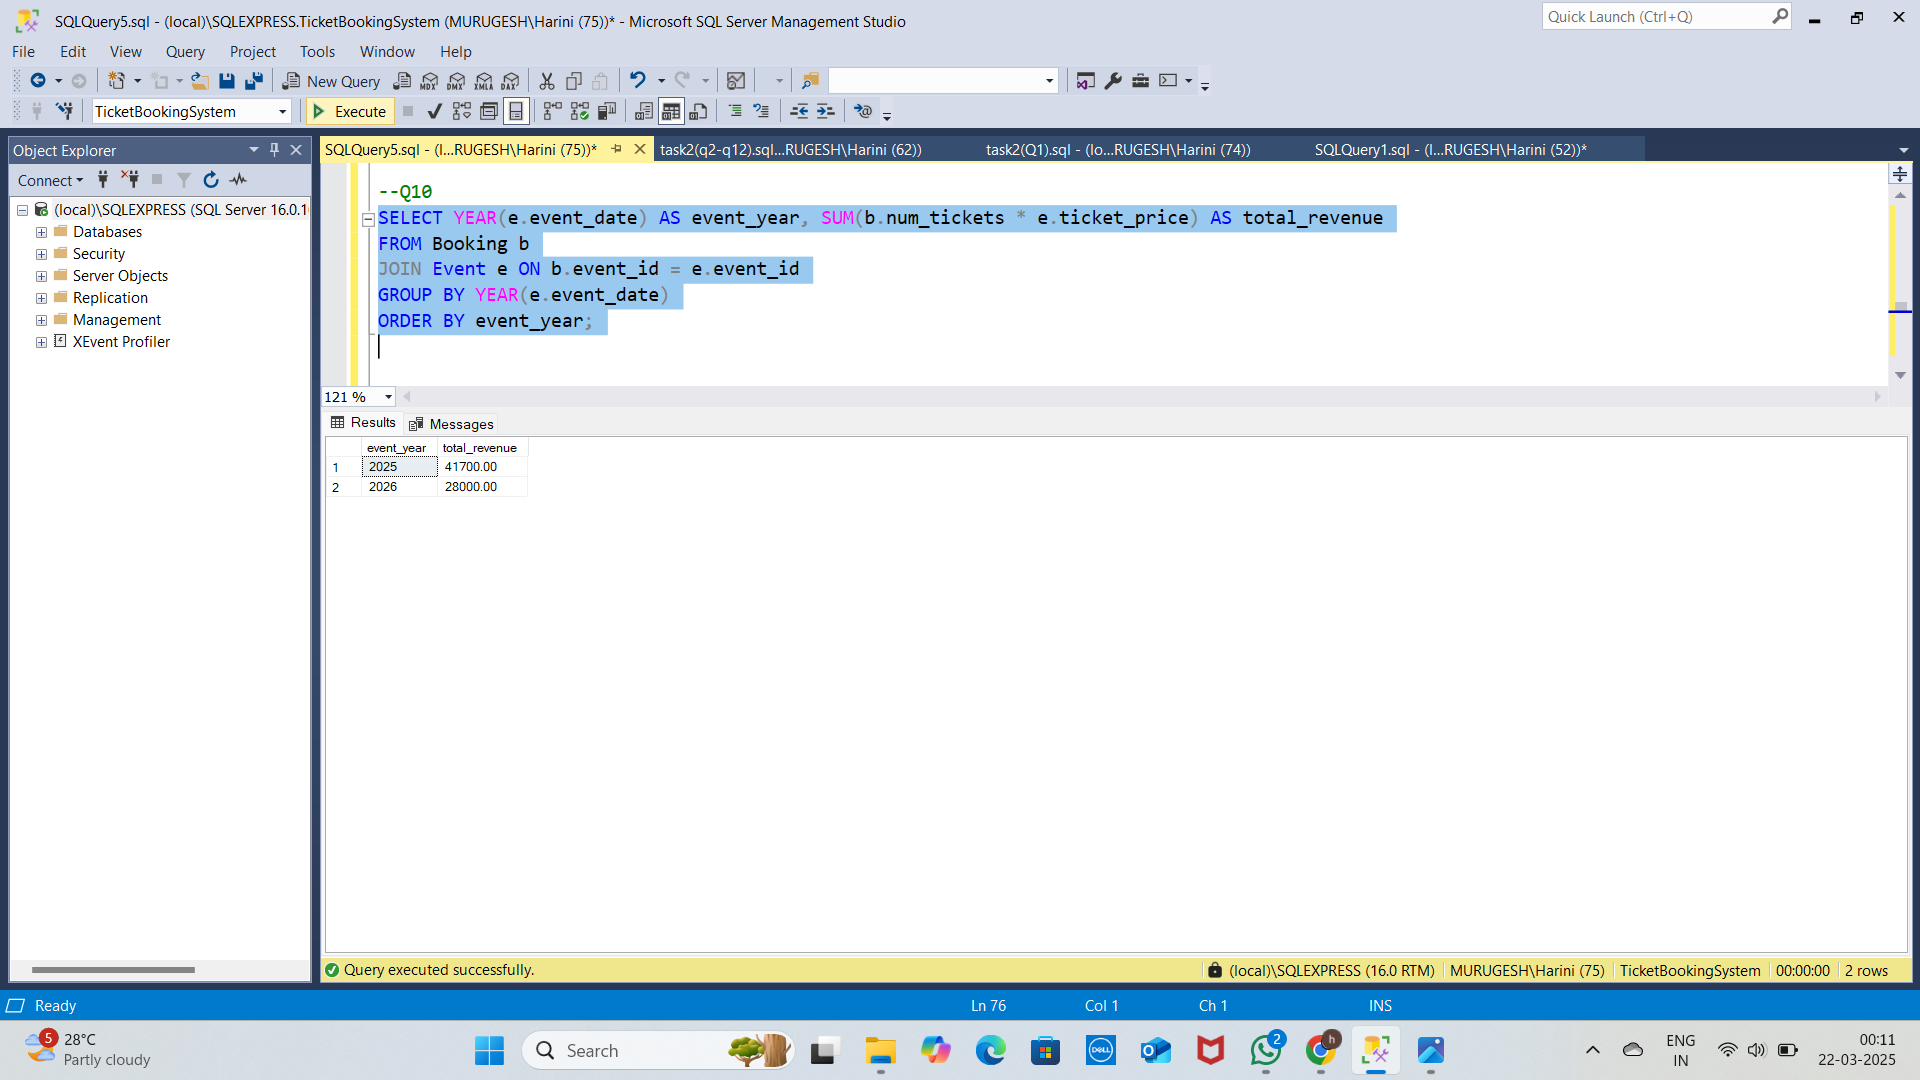 SQLQuery5.sql - (local)\SQLEXPRESS.TicketBookingSystem (MURUGESH\Harini (75))* - Microsoft SQL Server Management Studio
Quick Launch (Ctrl+Q)
File Edit View Query Project Tools Window Help
New Query
MDX DMX XMLA DAX
TicketBookingSystem
Execute
Object Explorer
Connect
(local)\SQLEXPRESS (SQL Server 16.0.1
Databases
Security
Server Objects
Replication
Management
XEvent Profiler
SQLQuery5.sql - (l...RUGESH\Harini (75))*
task2(q2-q12).sql...RUGESH\Harini (62))
task2(Q1).sql - (lo...RUGESH\Harini (74))
SQLQuery1.sql - (l...RUGESH\Harini (52))*
--Q10
SELECT YEAR(e.event_date) AS event_year, SUM(b.num_tickets * e.ticket_price) AS total_revenue
FROM Booking b
JOIN Event e ON b.event_id = e.event_id
GROUP BY YEAR(e.event_date)
ORDER BY event_year;
121 %
Results
Messages
event_year total_revenue
1 2025 41700.00
2 2026 28000.00
Query executed successfully.
(local)\SQLEXPRESS (16.0 RTM)
MURUGESH\Harini (75)
TicketBookingSystem
00:00:00
2 rows
Ready
Ln 76
Col 1
Ch 1
INS
5
28°C
Partly cloudy
Search
DELL
2
h
ENG
IN
00:11
22-03-2025